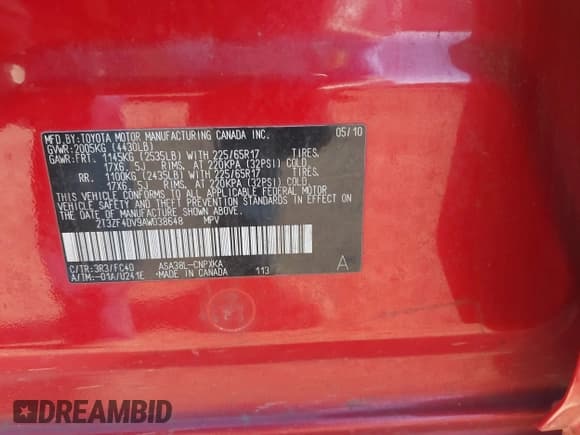 MFD.BY:TOYOTA MOTOR MANUFACTURING CANADA INC. 05/10
GVWR:2005KG (4430LB)
GAWR:FRT. 1145KG (2535LB) WITH 225/65R17 TIRES.
17X6.5J RIMS, AT 220KPA (32PSI) COLD
RR. 1100KG (2435LB) WITH 225/65R17 TIRES.
17X6.5J RIMS, AT 220KPA (32PSI) COLD
THIS VEHICLE CONFORMS TO ALL APPLICABLE FEDERAL MOTOR
VEHICLE SAFETY AND THEFT PREVENTION STANDARDS IN EFFECT ON
THE DATE OF MANUFACTURE SHOWN ABOVE.
2T3ZF4DV9AW038648 MPV
C/TR:3R3/FC40 ASA38L-CNPXKA
A/TM:-01A/U241E *MADE IN CANADA 113 A
DREAMBID